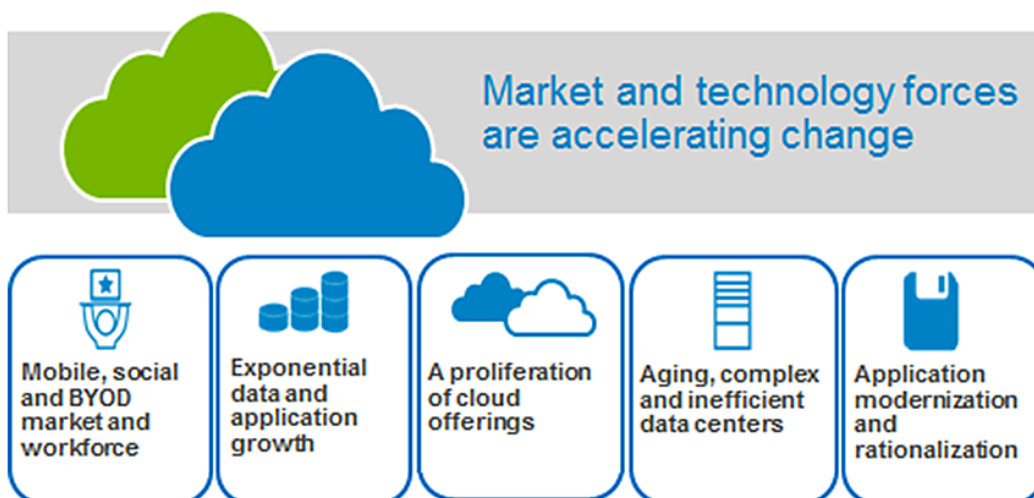 Market and technology forces
are accelerating change
Mobile, social
and BYOD
market and
workforce
Exponential
data and
application
growth
A proliferation
of cloud
offerings
Aging, complex
and inefficient
data centers
Application
modernization
and
rationalization